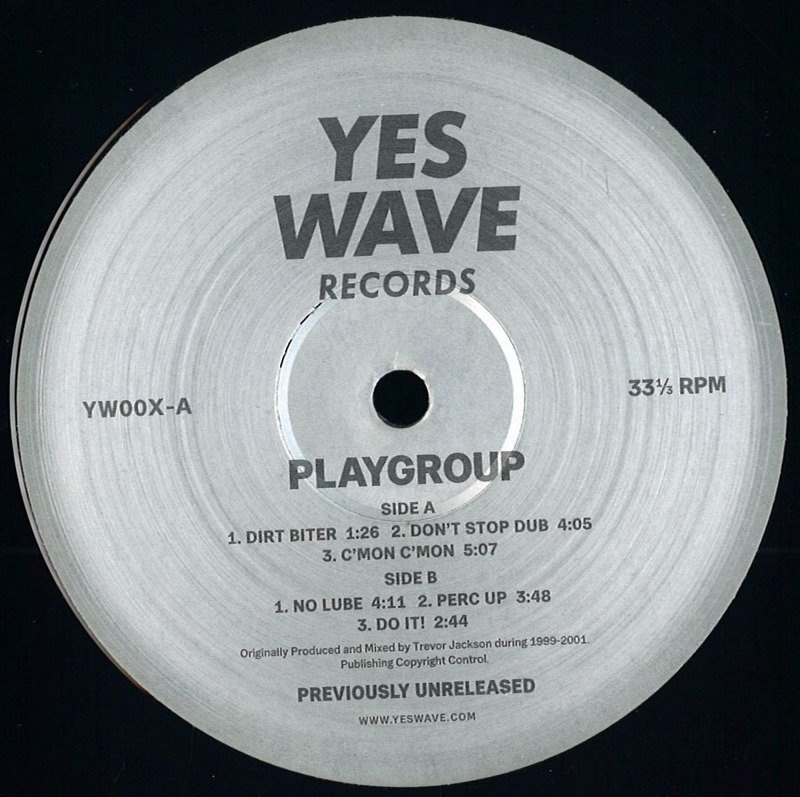 YES
WAVE
RECORDS
YW00X-A
33⅓ RPM
PLAYGROUP
SIDE A
1. DIRT BITER 1:26 2. DON'T STOP DUB 4:05
3. C'MON C'MON 5:07
SIDE B
1. NO LUBE 4:11 2. PERC UP 3:48
3. DO IT! 2:44
Originally Produced and Mixed by Trevor Jackson during 1999-2001.
Publishing Copyright Control.
PREVIOUSLY UNRELEASED
WWW.YESWAVE.COM